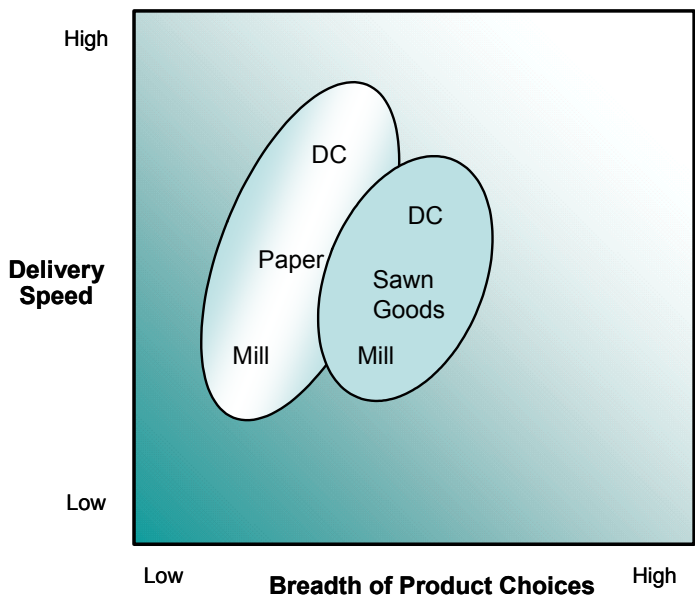 High
DC
DC
Paper
Delivery
Speed
Sawn
Goods
Mill
Mill
Low
Low
Breadth of Product Choices
High